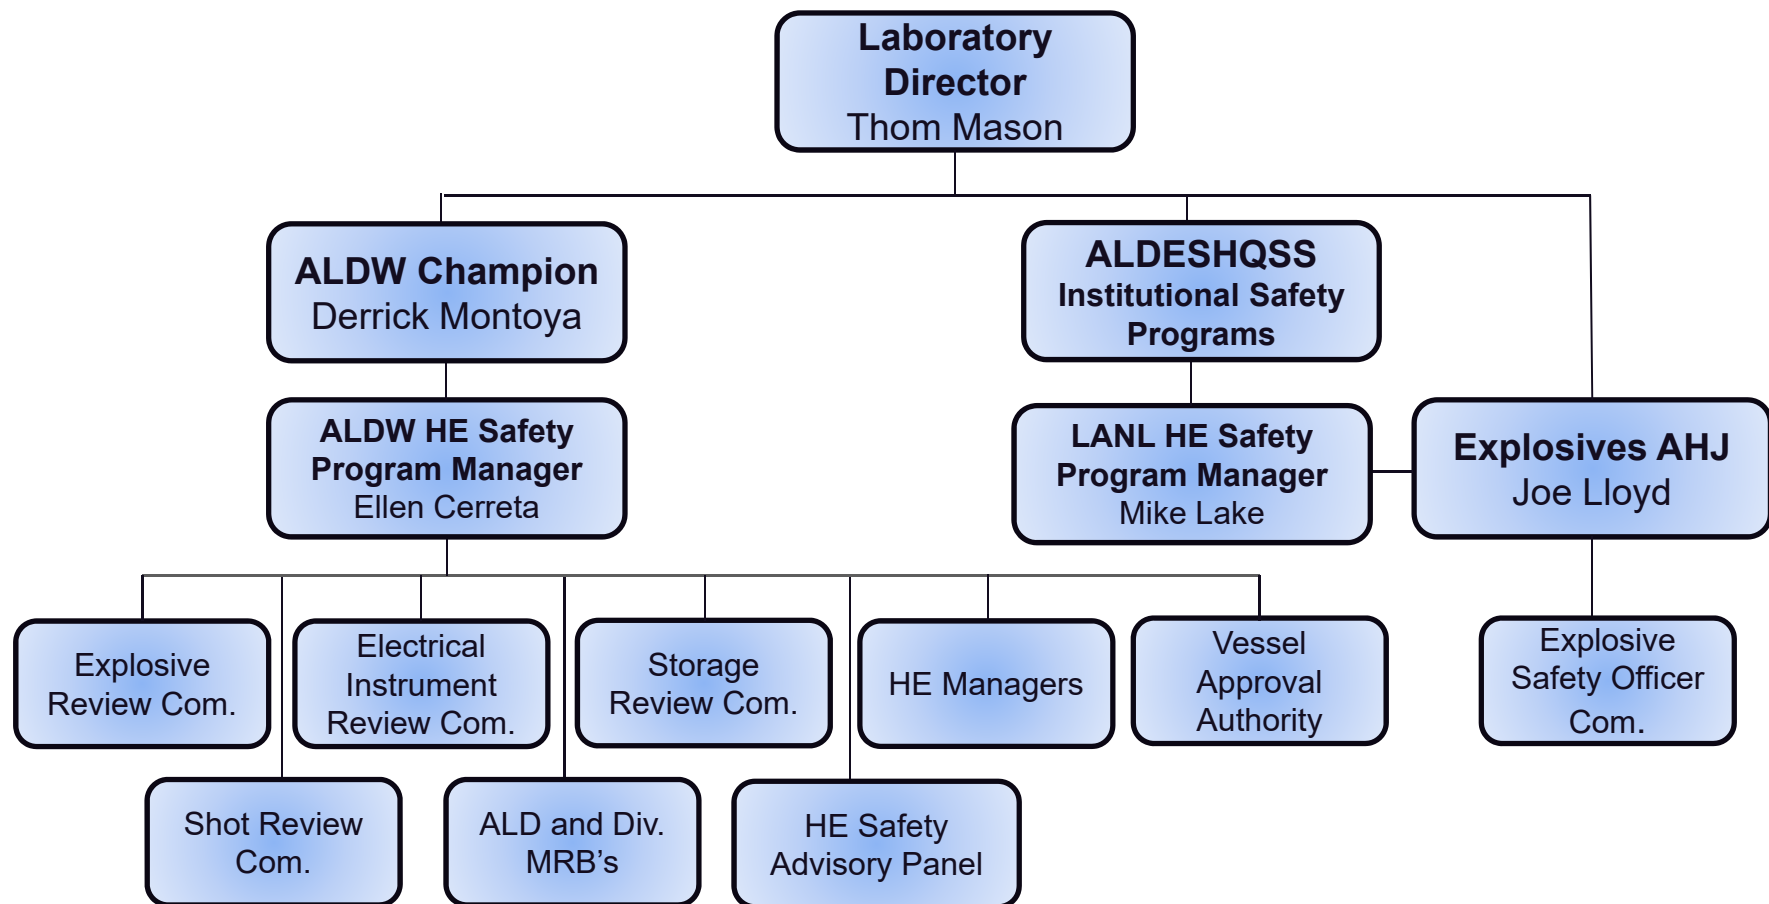 Laboratory
Director
Thom Mason
ALDW Champion
Derrick Montoya
ALDESHQSS
Institutional Safety
Programs
ALDW HE Safety
Program Manager
Ellen Cerreta
LANL HE Safety
Program Manager
Mike Lake
Explosives AHJ
Joe Lloyd
Explosive
Review Com.
Electrical
Instrument
Review Com.
Storage
Review Com.
HE Managers
Vessel
Approval
Authority
Explosive
Safety Officer
Com.
Shot Review
Com.
ALD and Div.
MRB's
HE Safety
Advisory Panel